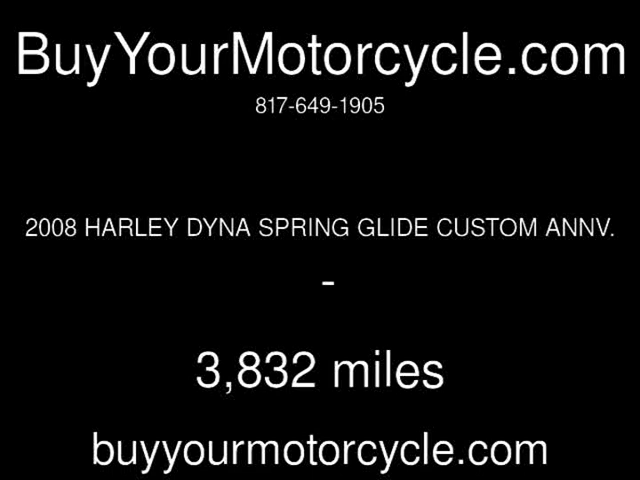 BuyYourMotorcycle.com
817-649-1905
2008 HARLEY DYNA SPRING GLIDE CUSTOM ANNV.
-
3,832 miles
buyyourmotorcycle.com